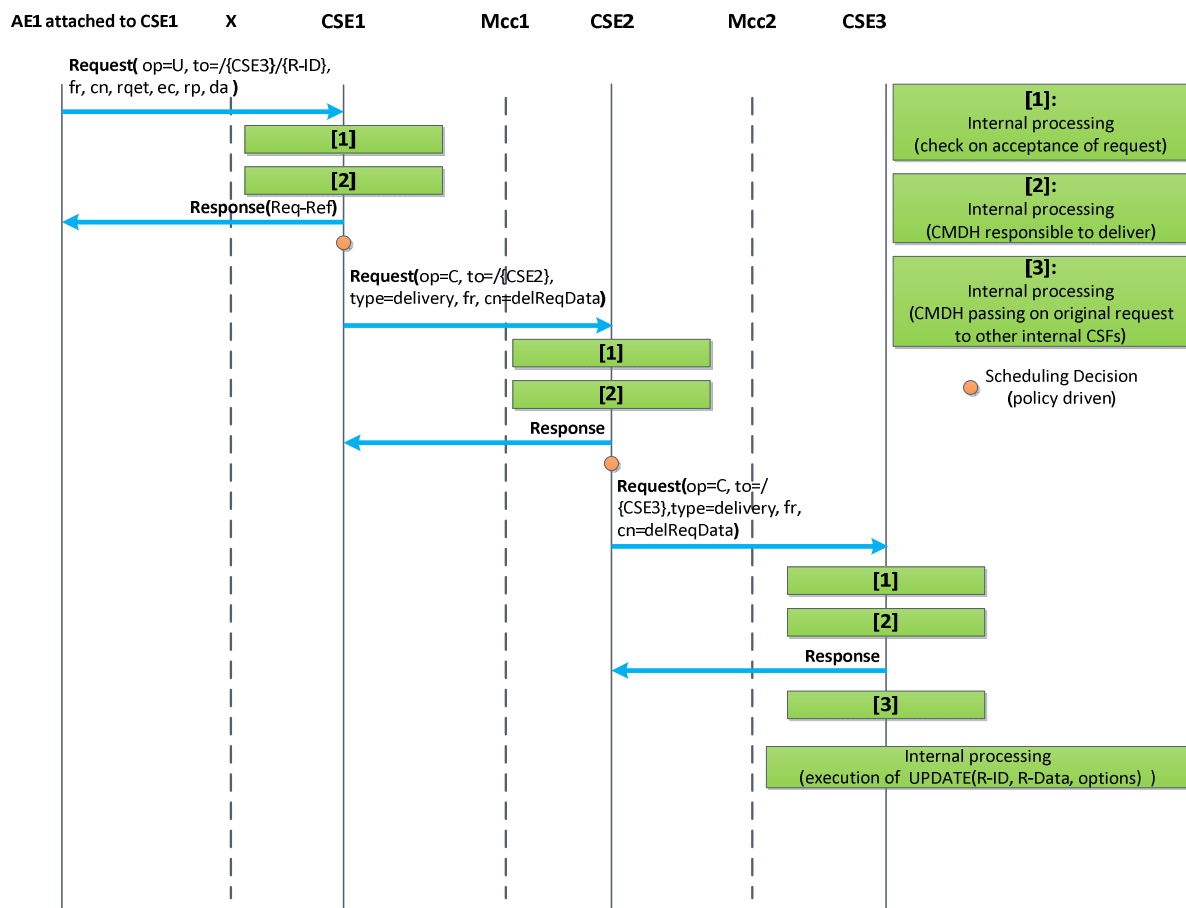 AE1 attached to CSE1 X CSE1 Mcc1 CSE2 Mcc2 CSE3
Request( op=U, to=/{CSE3}/{R-ID},
fr, cn, rqet, ec, rp, da )
[1]
[2]
Response(Req-Ref)
Request(op=C, to=/{CSE2},
type=delivery, fr, cn=delReqData)
[1]
[2]
Response
Request(op=C, to=/
{CSE3},type=delivery, fr,
cn=delReqData)
[1]
[2]
Response
[3]
Internal processing
(execution of UPDATE(R-ID, R-Data, options) )
[1]:
Internal processing
(check on acceptance of request)
[2]:
Internal processing
(CMDH responsible to deliver)
[3]:
Internal processing
(CMDH passing on original request
to other internal CSFs)
Scheduling Decision
(policy driven)